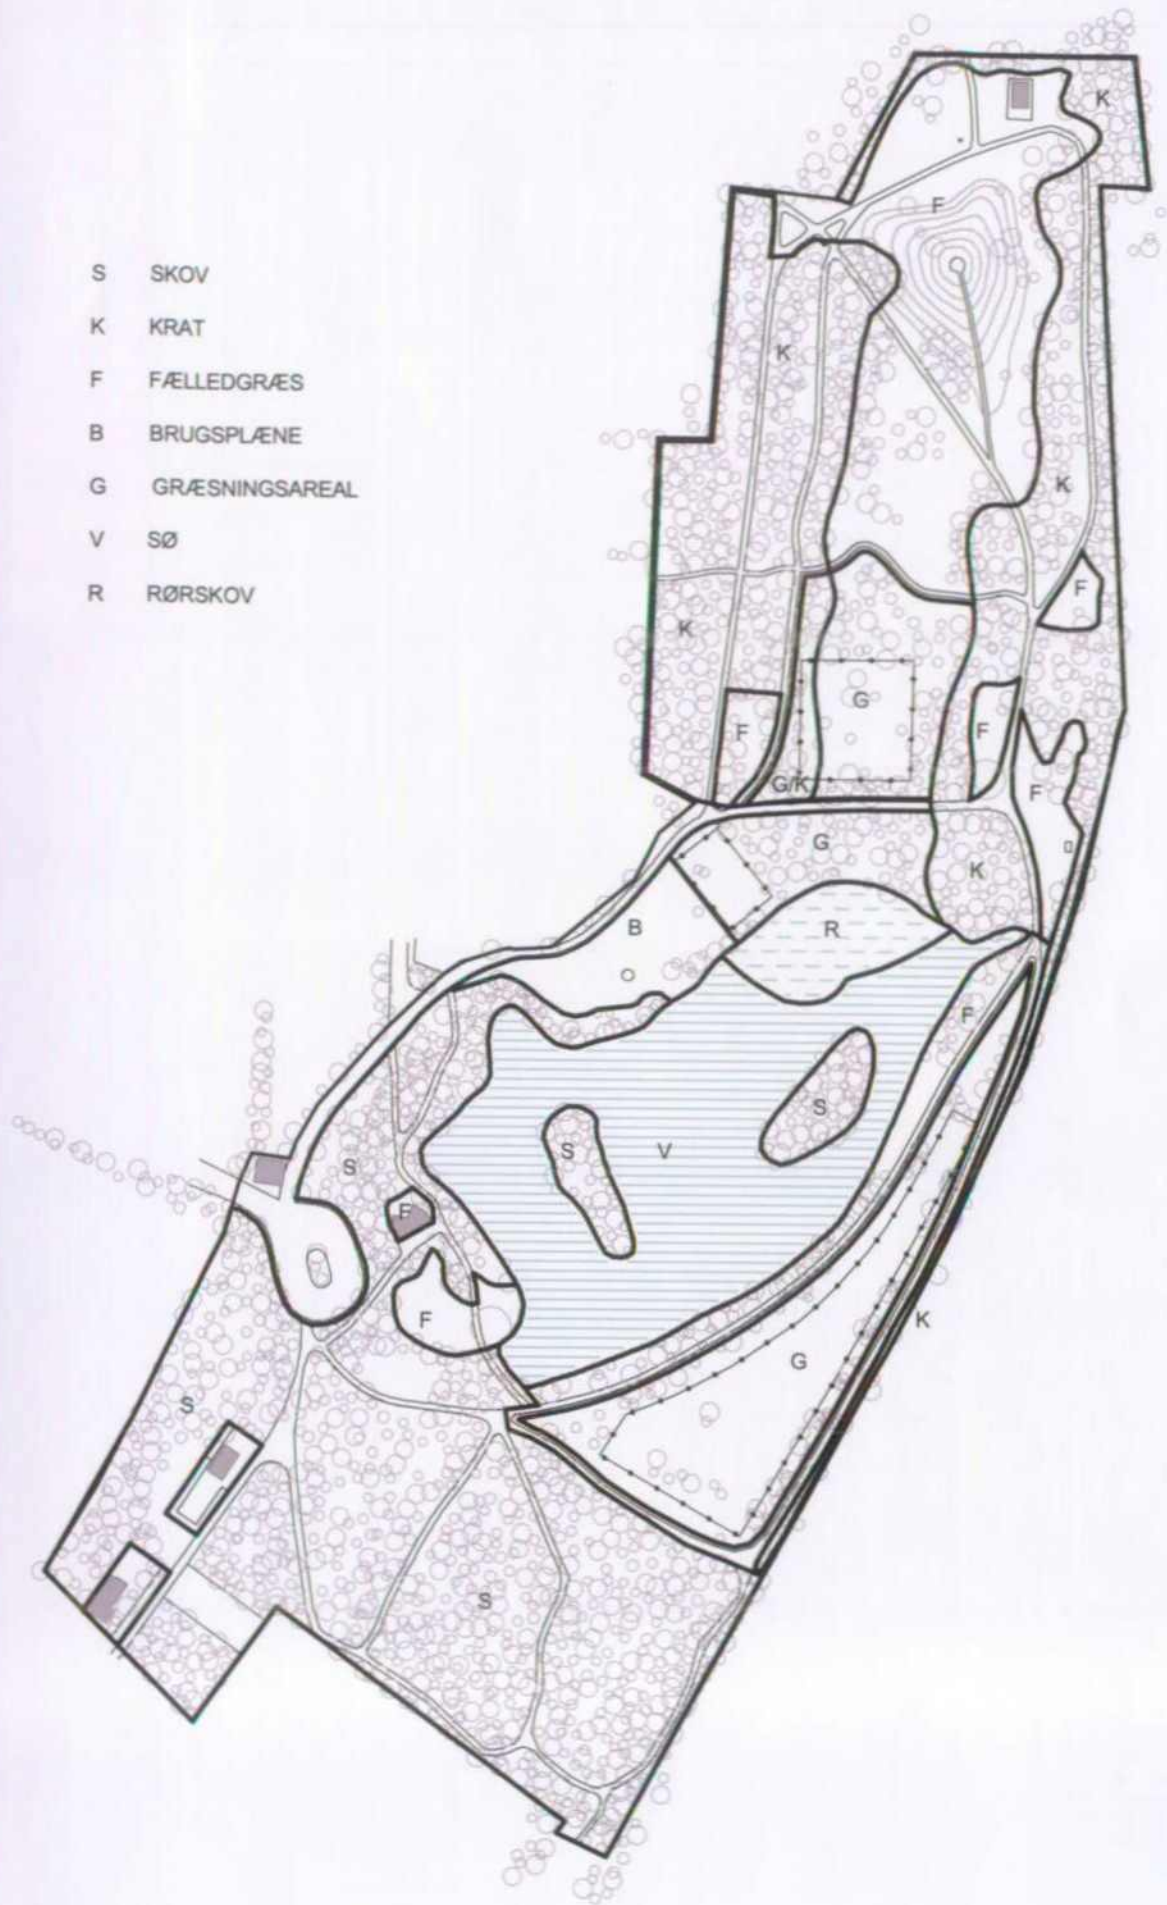 S SKOV
K KRAT
F FÆLLEDGRÆS
B BRUGSPLÆNE
G GRÆSNINGSAREAL
V SØ
R RØRSKOV
K
F
K
K
F
K
G
F
F
G/K
F
G
K
B
R
F
S
S
V
S
F
F
K
G
S
S